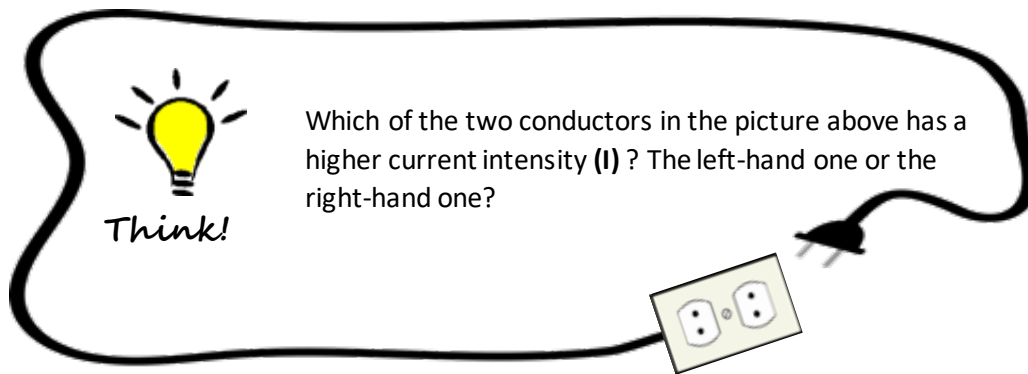 Which of the two conductors in the picture above has a
higher current intensity (I) ? The left-hand one or the
right-hand one?
Think!